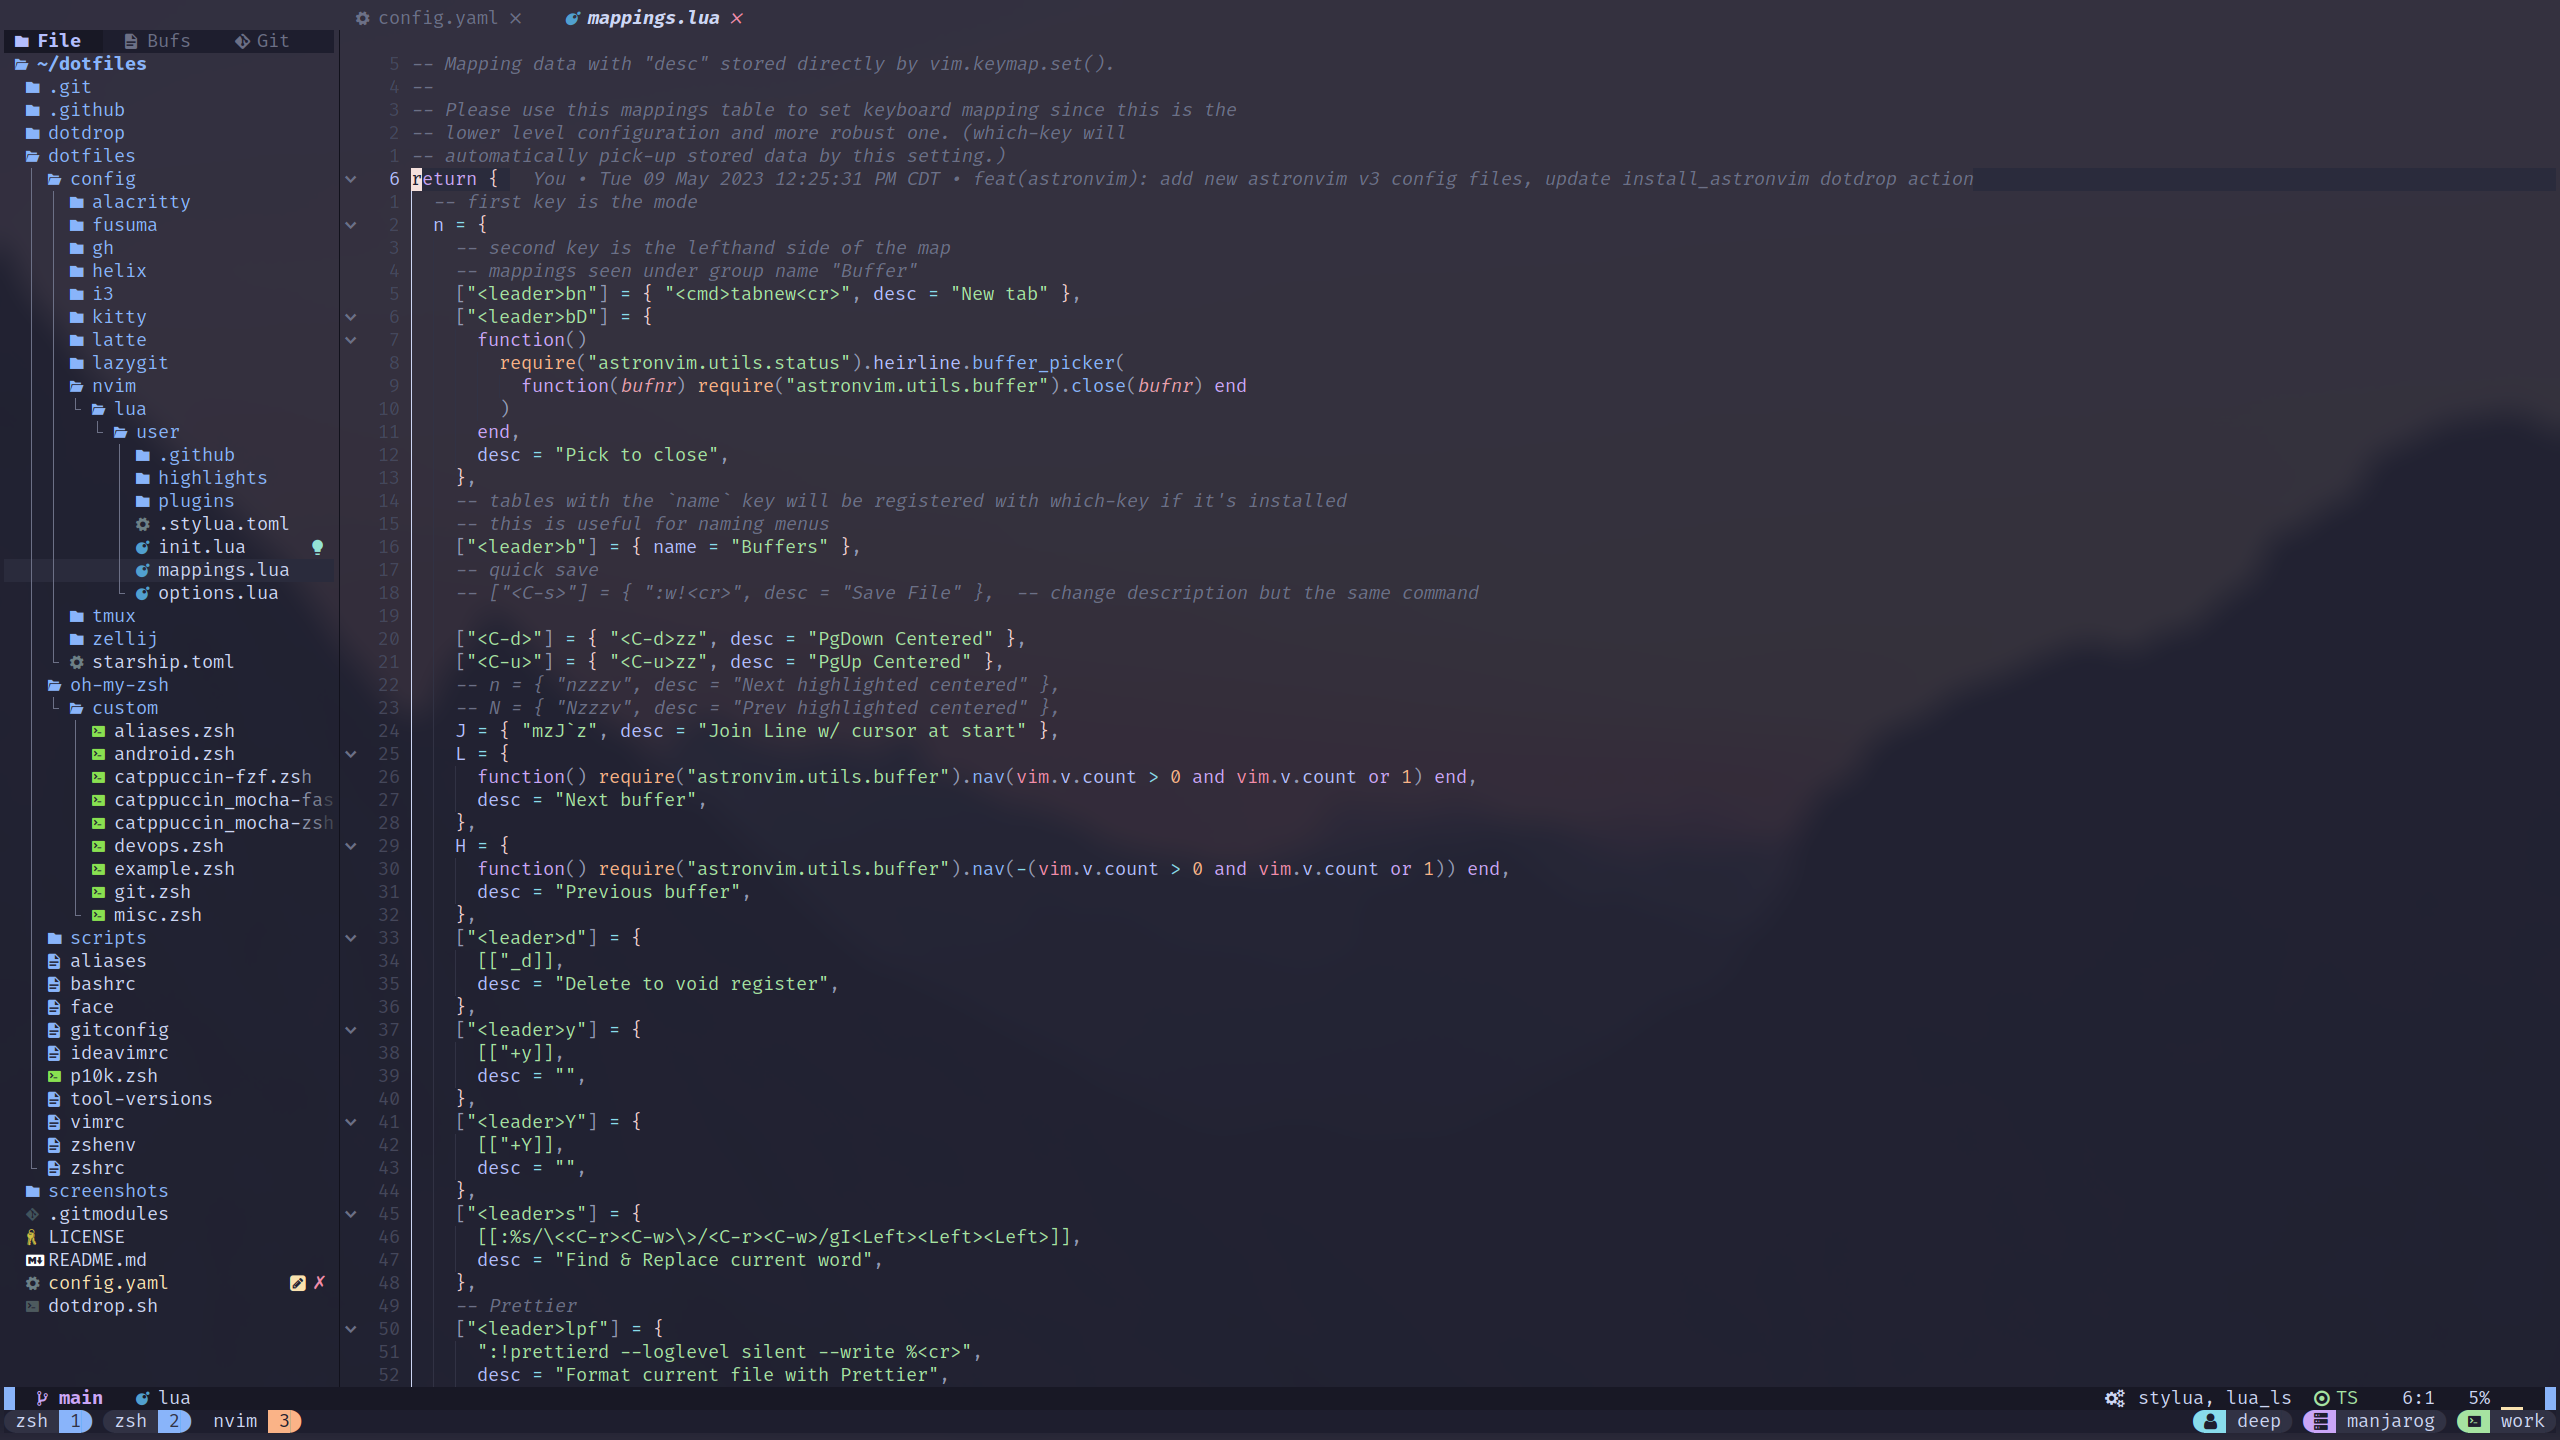 config.yaml × mappings.lua ×
File Bufs Git
~/dotfiles
.git
.github
dotdrop
dotfiles
config
alacritty
fusuma
gh
helix
i3
kitty
latte
lazygit
nvim
lua
user
.github
highlights
plugins
.stylua.toml
init.lua
mappings.lua
options.lua
tmux
zellij
starship.toml
oh-my-zsh
custom
aliases.zsh
android.zsh
catppuccin-fzf.zsh
catppuccin_mocha-fas
catppuccin_mocha-zsh
devops.zsh
example.zsh
git.zsh
misc.zsh
scripts
aliases
bashrc
face
gitconfig
ideavimrc
p10k.zsh
tool-versions
vimrc
zshenv
zshrc
screenshots
.gitmodules
LICENSE
README.md
config.yaml ✗
dotdrop.sh
5 -- Mapping data with "desc" stored directly by vim.keymap.set().
4 --
3 -- Please use this mappings table to set keyboard mapping since this is the
2 -- lower level configuration and more robust one. (which-key will
1 -- automatically pick-up stored data by this setting.)
6 return { You • Tue 09 May 2023 12:25:31 PM CDT • feat(astronvim): add new astronvim v3 config files, update install_astronvim dotdrop action
1 -- first key is the mode
2 n = {
3 -- second key is the lefthand side of the map
4 -- mappings seen under group name "Buffer"
5 ["<leader>bn"] = { "<cmd>tabnew<cr>", desc = "New tab" },
6 ["<leader>bD"] = {
7 function()
8 require("astronvim.utils.status").heirline.buffer_picker(
9 function(bufnr) require("astronvim.utils.buffer").close(bufnr) end
10 )
11 end,
12 desc = "Pick to close",
13 },
14 -- tables with the `name` key will be registered with which-key if it's installed
15 -- this is useful for naming menus
16 ["<leader>b"] = { name = "Buffers" },
17 -- quick save
18 -- ["<C-s>"] = { ":w!<cr>", desc = "Save File" },  -- change description but the same command
19
20 ["<C-d>"] = { "<C-d>zz", desc = "PgDown Centered" },
21 ["<C-u>"] = { "<C-u>zz", desc = "PgUp Centered" },
22 -- n = { "nzzzv", desc = "Next highlighted centered" },
23 -- N = { "Nzzzv", desc = "Prev highlighted centered" },
24 J = { "mzJ`z", desc = "Join Line w/ cursor at start" },
25 L = {
26 function() require("astronvim.utils.buffer").nav(vim.v.count > 0 and vim.v.count or 1) end,
27 desc = "Next buffer",
28 },
29 H = {
30 function() require("astronvim.utils.buffer").nav(-(vim.v.count > 0 and vim.v.count or 1)) end,
31 desc = "Previous buffer",
32 },
33 ["<leader>d"] = {
34 [["_d]],
35 desc = "Delete to void register",
36 },
37 ["<leader>y"] = {
38 [["+y]],
39 desc = "",
40 },
41 ["<leader>Y"] = {
42 [["+Y]],
43 desc = "",
44 },
45 ["<leader>s"] = {
46 [[:%s/\<<C-r><C-w>\>/<C-r><C-w>/gI<Left><Left><Left>]],
47 desc = "Find & Replace current word",
48 },
49 -- Prettier
50 ["<leader>lpf"] = {
51 ":!prettierd --loglevel silent --write %<cr>",
52 desc = "Format current file with Prettier",
main lua stylua, lua_ls TS 6:1 5%
zsh 1 zsh 2 nvim 3 deep manjarog work